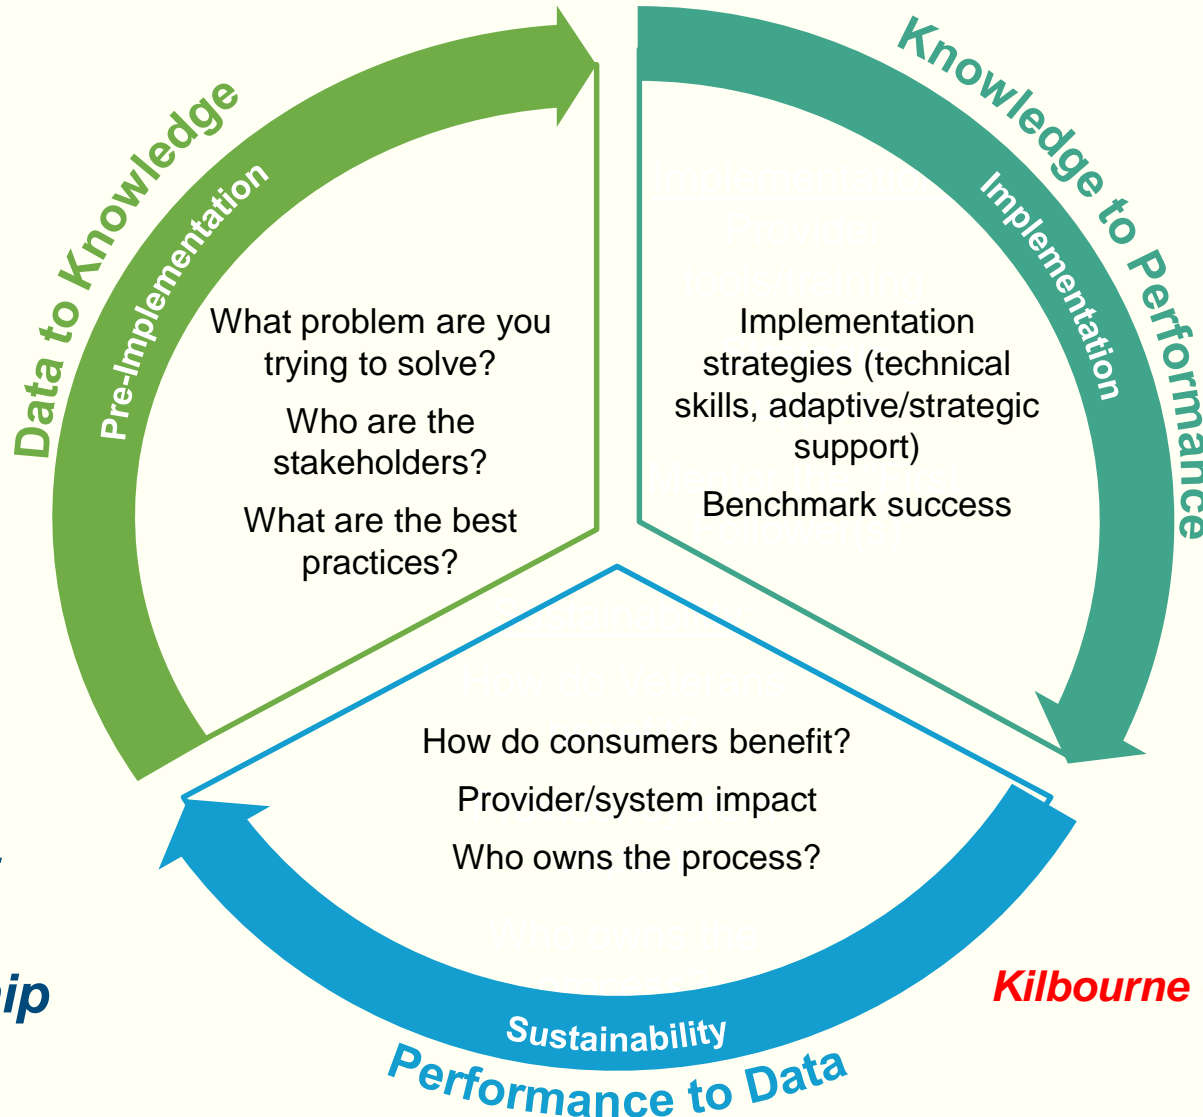 Data to Knowledge
Pre-Implementation
What problem are you
trying to solve?
Who are the
stakeholders?
What are the best
practices?
Knowledge to Performance
Implementation
Implementation
strategies (technical
skills, adaptive/strategic
support)
Benchmark success
How do consumers benefit?
Provider/system impact
Who owns the process?
Sustainability
Performance to Data
Kilbourne